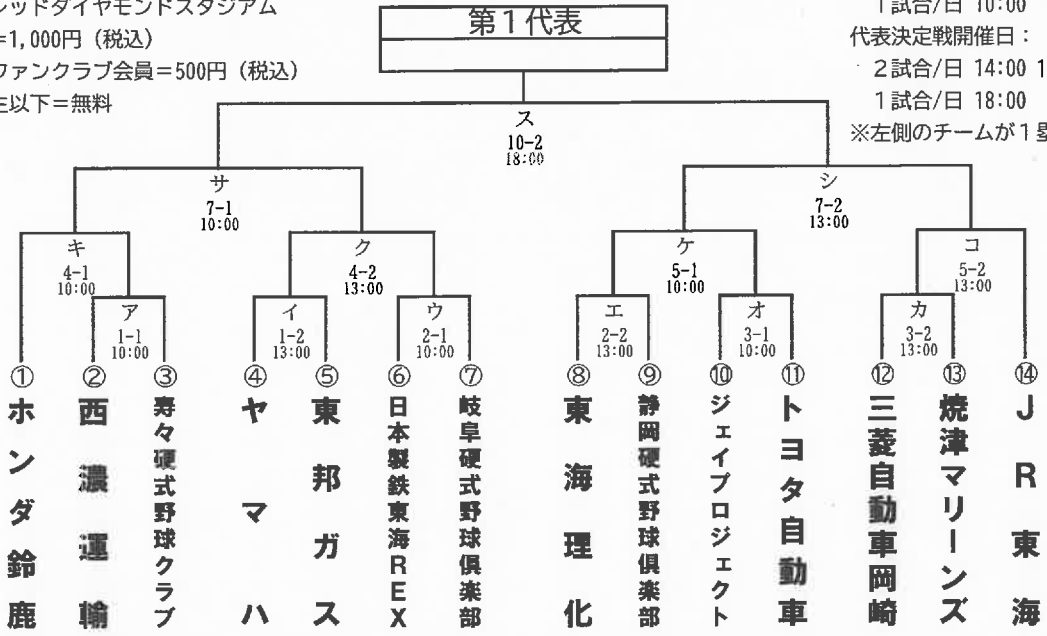 レッドダイヤモンドスタジアム
=1,000円（税込）
ファンクラブ会員＝500円（税込）
生以下＝無料
第1代表
1試合/日 10:00
代表決定戦開催日：
2試合/日 14:00 1
1試合/日 18:00
※左側のチームが1塁
ス
10-2
18:00
サ
7-1
10:00
シ
7-2
13:00
キ
4-1
10:00
ク
4-2
13:00
ケ
5-1
10:00
コ
5-2
13:00
ア
1-1
10:00
イ
1-2
13:00
ウ
2-1
10:00
エ
2-2
13:00
オ
3-1
10:00
カ
3-2
13:00
①
ホンダ鈴鹿
②
西濃運輸
③
寿々硬式野球クラブ
④
ヤマハ
⑤
東邦ガス
⑥
日本製鉄東海REX
⑦
岐阜硬式野球倶楽部
⑧
東海理化
⑨
静岡硬式野球倶楽部
⑩
ジェイプロジェクト
⑪
トヨタ自動車
⑫
三菱自動車岡崎
⑬
焼津マリーンズ
⑭
JR東海